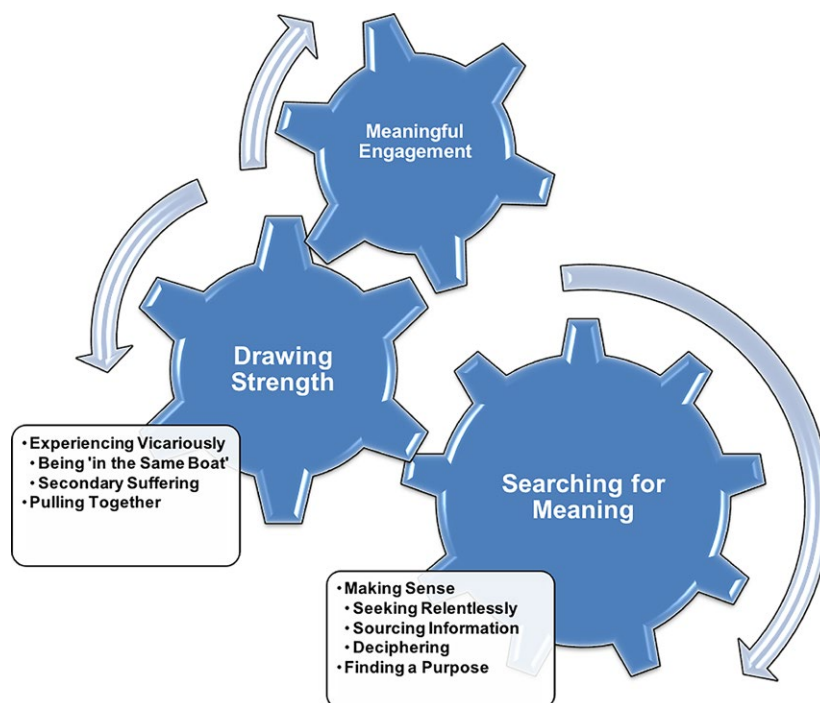 Meaningful
Engagement
Drawing
Strength
• Experiencing Vicariously
• Being 'in the Same Boat'
• Secondary Suffering
• Pulling Together
Searching for
Meaning
• Making Sense
• Seeking Relentlessly
• Sourcing Information
• Deciphering
• Finding a Purpose